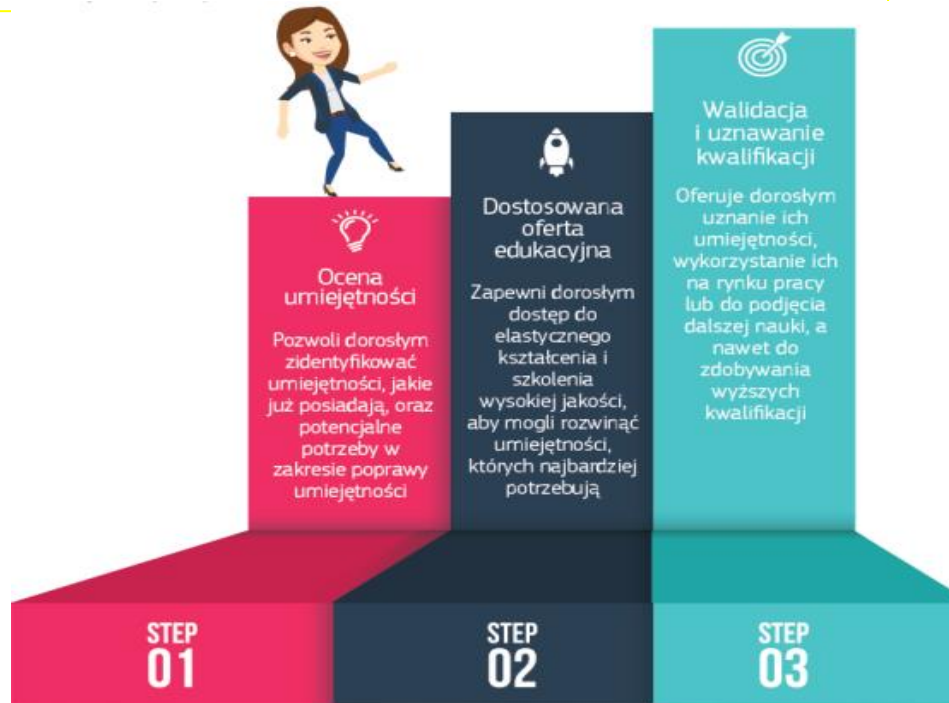 Ocena
umiejętności
Pozwoli dorosłym
zidentyfikować
umiejętności, jakie
już posiadają, oraz
potencjalne
potrzeby w
zakresie poprawy
umiejętności
STEP
01
Dostosowana
oferta
edukacyjna
Zapewni dorosłym
dostęp do
elastycznego
kształcenia i
szkolenia
wysokiej jakości,
aby mogli rozwinąć
umiejętności,
których najbardziej
potrzebują
STEP
02
Walidacja
i uznawanie
kwalifikacji
Oferuje dorosłym
uznanie ich
umiejętności,
wykorzystanie ich
na rynku pracy
lub do podjęcia
dalszej nauki, a
nawet do
zdobywania
wyższych
kwalifikacji
STEP
03